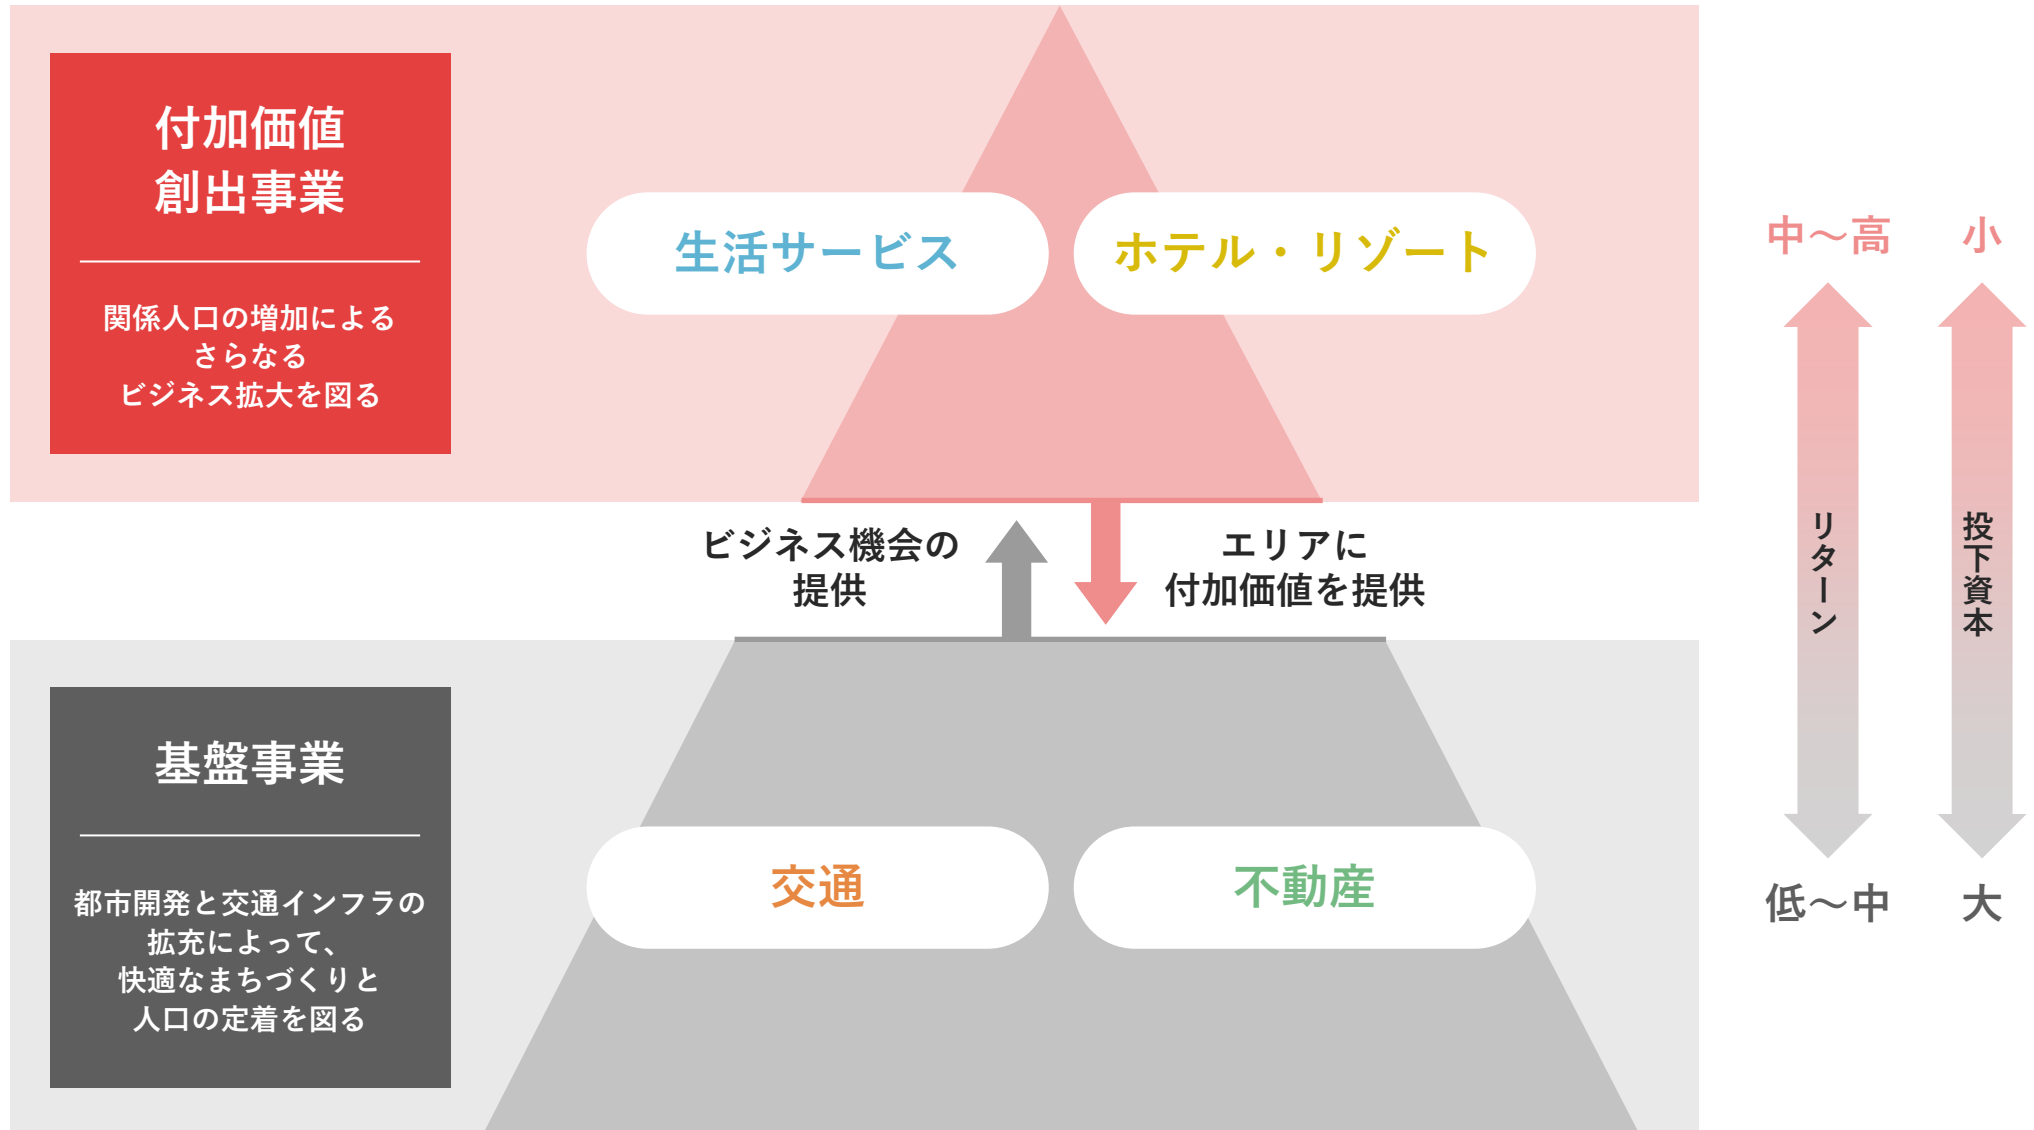 付加価値
創出事業
関係人口の増加による
さらなる
ビジネス拡大を図る
生活サービス
ホテル・リゾート
ビジネス機会の
提供
エリアに
付加価値を提供
基盤事業
都市開発と交通インフラの
拡充によって、
快適なまちづくりと
人口の定着を図る
交通
不動産
中〜高
小
リターン
投下資本
低〜中
大